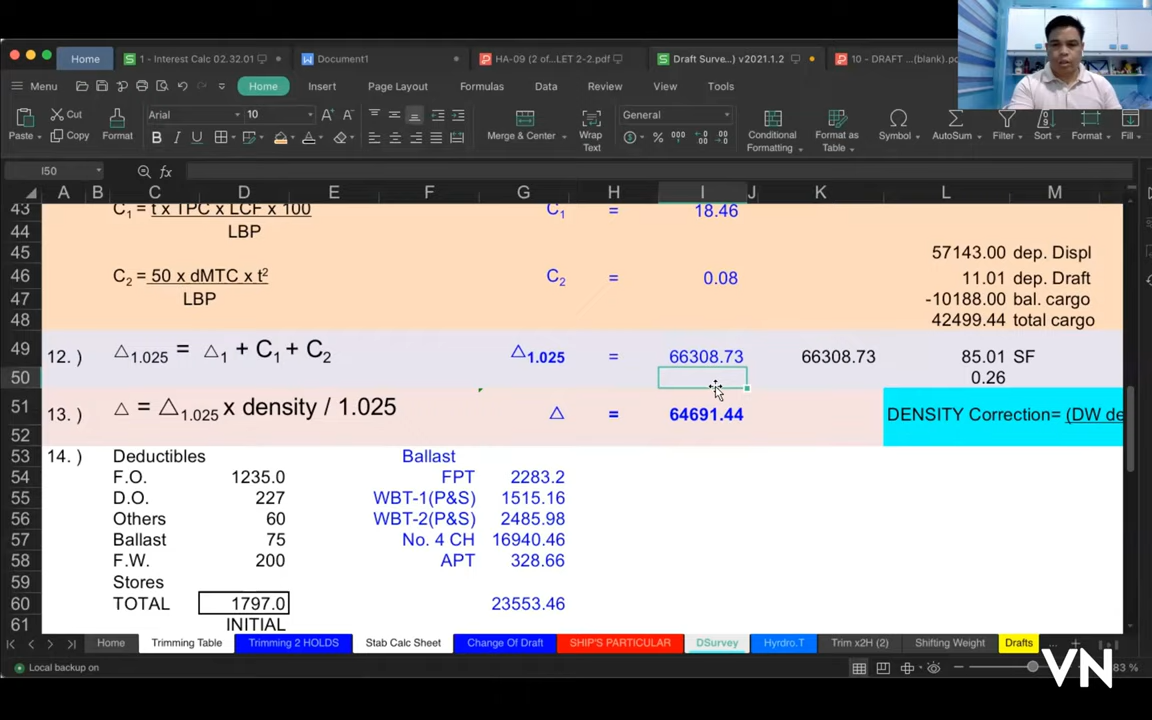 Home 1 - Interest Calc 02.32.01 Document1 HA-09 (2 of...LET 2-2.pdf Draft Surve...) v2021.1.2 10 - DRAFT ...(blank).pdf
Menu Home Insert Page Layout Formulas Data Review View Tools
Paste Cut Copy Format Arial 10 B I U A+ A- Merge & Center Wrap Text General Conditional Formatting Format as Table Symbol AutoSum Filter Sort Format Fill
I50 fx
A B C D E F G H I J K L M
43 C1 = t x TPC x LCF x 100 C1 = 18.46
44 LBP
45 57143.00 dep. Displ
46 C2 = 50 x dMTC x t² C2 = 0.08 11.01 dep. Draft
47 LBP -10188.00 bal. cargo
48 42499.44 total cargo
49 12. ) △1.025 = △1 + C1 + C2 △1.025 = 66308.73 66308.73 85.01 SF
50 0.26
51 13. ) △ = △1.025 x density / 1.025 △ = 64691.44 DENSITY Correction= (DW de
52
53 14. ) Deductibles Ballast
54 F.O. 1235.0 FPT 2283.2
55 D.O. 227 WBT-1(P&S) 1515.16
56 Others 60 WBT-2(P&S) 2485.98
57 Ballast 75 No. 4 CH 16940.46
58 F.W. 200 APT 328.66
59 Stores
60 TOTAL 1797.0 23553.46
61 INITIAL
Home Trimming Table Trimming 2 HOLDS Stab Calc Sheet Change Of Draft SHIP'S PARTICULAR DSurvey Hyrdro.T Trim x2H (2) Shifting Weight Drafts ... +
Local backup on 83 %
VN